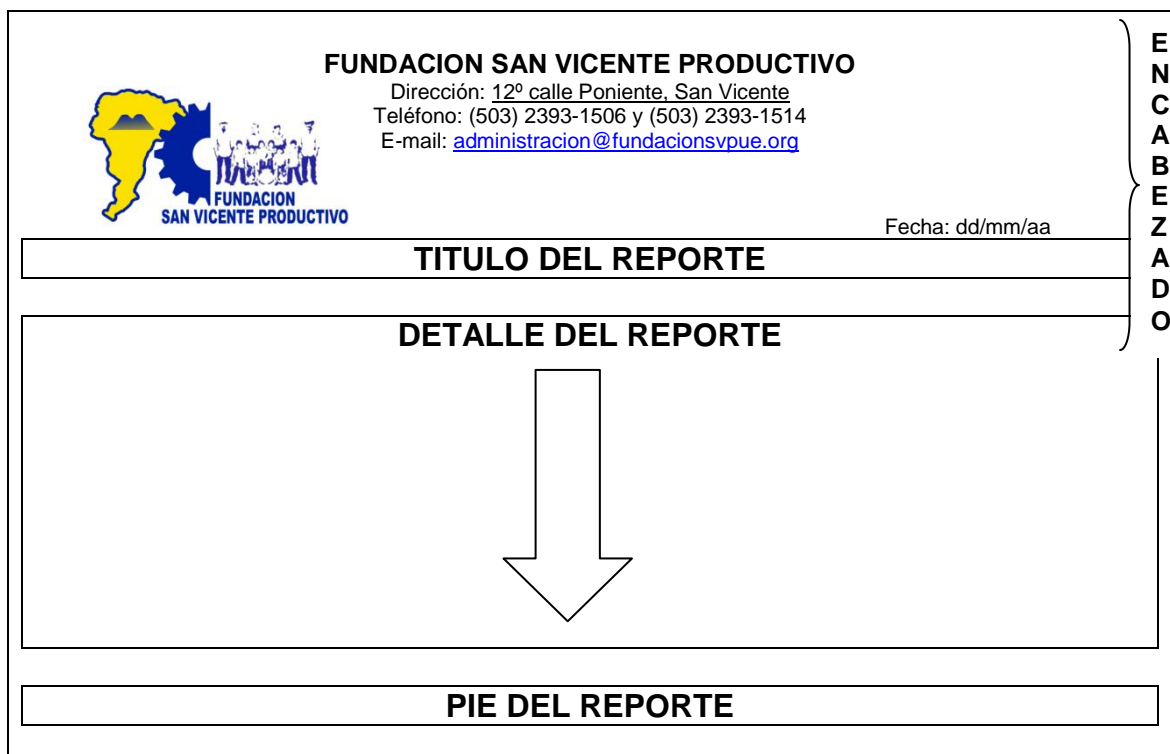 FUNDACION SAN VICENTE PRODUCTIVO
Dirección: 12º calle Poniente, San Vicente
Teléfono: (503) 2393-1506 y (503) 2393-1514
E-mail: administracion@fundacionsvpue.org
FUNDACION
SAN VICENTE PRODUCTIVO
Fecha: dd/mm/aa
TITULO DEL REPORTE
DETALLE DEL REPORTE
PIE DEL REPORTE
E
N
C
A
B
E
Z
A
D
O